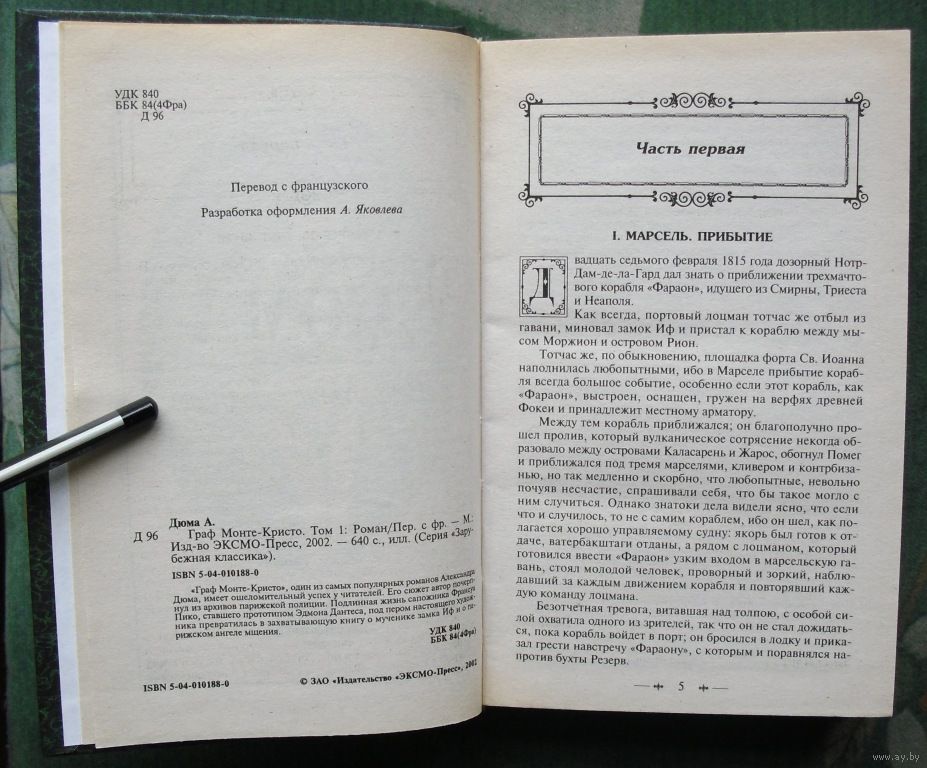 УДК 840
ББК 84(4Фра)
Д 96
Перевод с французского
Разработка оформления А. Яковлева
Дюма А.
Д 96 Граф Монте-Кристо. Том 1: Роман/Пер. с фр. — М.:
Изд-во ЭКСМО-Пресс, 2002. — 640 с., илл. (Серия «Зару-
бежная классика»).
ISBN 5-04-010188-0
«Граф Монте-Кристо», один из самых популярных романов Александра
Дюма, имеет ошеломительный успех у читателей. Его сюжет автор почерп-
нул из архивов парижской полиции. Подлинная жизнь сапожника Франсуа
Пико, ставшего прототипом Эдмона Дантеса, под пером настоящего худож-
ника превратилась в захватывающую книгу о мученике замка Иф и о па-
рижском ангеле мщения.
УДК 840
ББК 84(4Фра)
ISBN 5-04-010188-0
© ЗАО «Издательство «ЭКСМО-Пресс», 2002
Часть первая
I. МАРСЕЛЬ. ПРИБЫТИЕ
Двадцать седьмого февраля 1815 года дозорный Нотр-
Дам-де-ла-Гард дал знать о приближении трехмачто-
вого корабля «Фараон», идущего из Смирны, Триеста
и Неаполя.
Как всегда, портовый лоцман тотчас же отбыл из
гавани, миновал замок Иф и пристал к кораблю между мы-
сом Моржион и островом Рион.
Тотчас же, по обыкновению, площадка форта Св. Иоанна
наполнилась любопытными, ибо в Марселе прибытие кораб-
ля всегда большое событие, особенно если этот корабль, как
«Фараон», выстроен, оснащен, гружен на верфях древней
Фокеи и принадлежит местному арматору.
Между тем корабль приближался; он благополучно про-
шел пролив, который вулканическое сотрясение некогда об-
разовало между островами Каласарень и Жарос, обогнул Помег
и приближался под тремя марселями, кливером и контрбиза-
нью, но так медленно и скорбно, что любопытные, невольно
почуяв несчастие, спрашивали себя, что бы такое могло с
ним случиться. Однако знатоки дела видели ясно, что если
что и случилось, то не с самим кораблем, ибо он шел, как по-
лагается хорошо управляемому судну: якорь был готов к от-
даче, ватербакштаги отданы, а рядом с лоцманом, который
готовился ввести «Фараон» узким входом в марсельскую га-
вань, стоял молодой человек, проворный и зоркий, наблю-
давший за каждым движением корабля и повторявший каж-
дую команду лоцмана.
Безотчетная тревога, витавшая над толпою, с особой си-
лой охватила одного из зрителей, так что он не стал дожидать-
ся, пока корабль войдет в порт; он бросился в лодку и прика-
зал грести навстречу «Фараону», с которым и поравнялся на-
против бухты Резерв.
5
www.ay.by